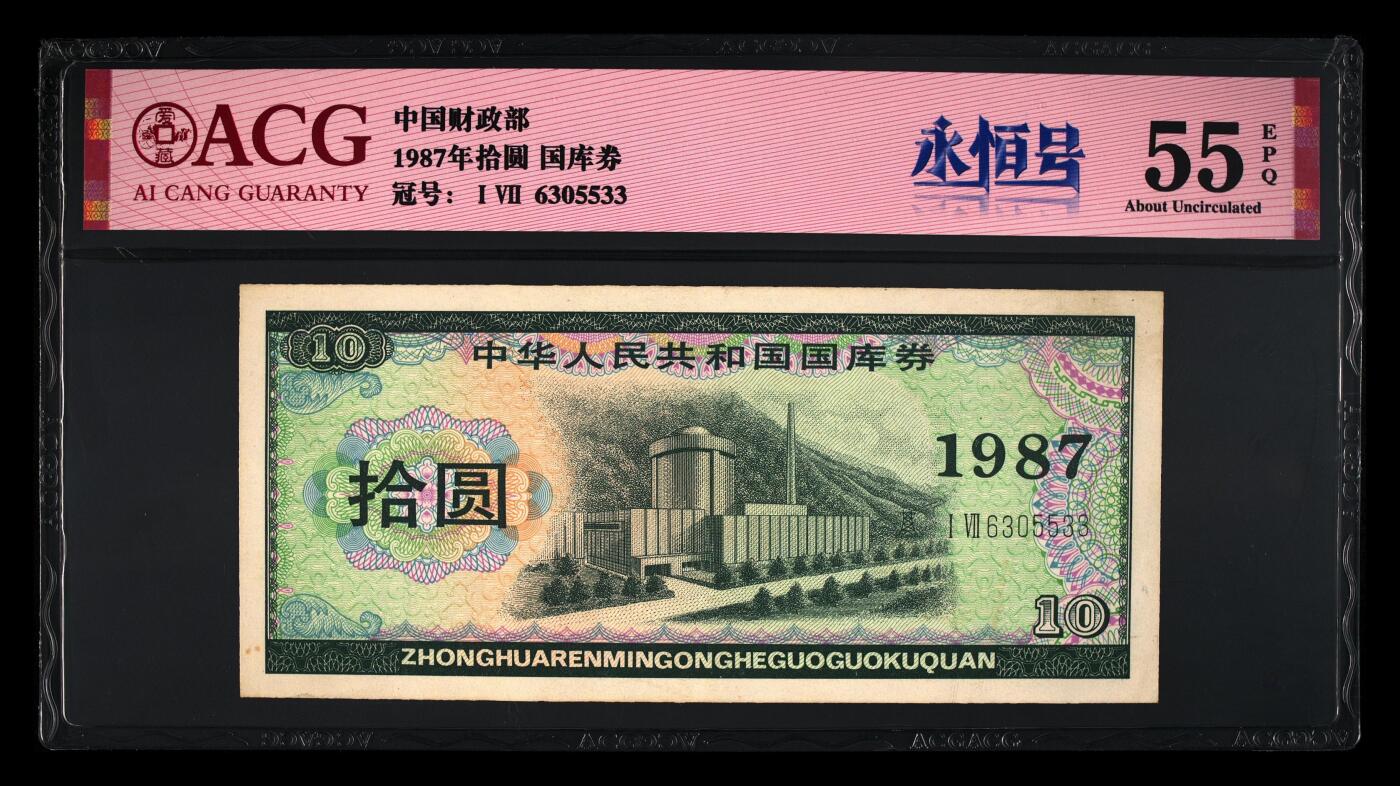 爱藏
ACG
AI CANG GUARANTY
中国财政部
1987年拾圆 国库券
冠号: I VII 6305533
永恒号
55
EPQ
About Uncirculated
10
中华人民共和国国库券
拾圆
1987
I VII 6305533
10
ZHONGHUARENMINGONGHEGUOGUOKUQUAN